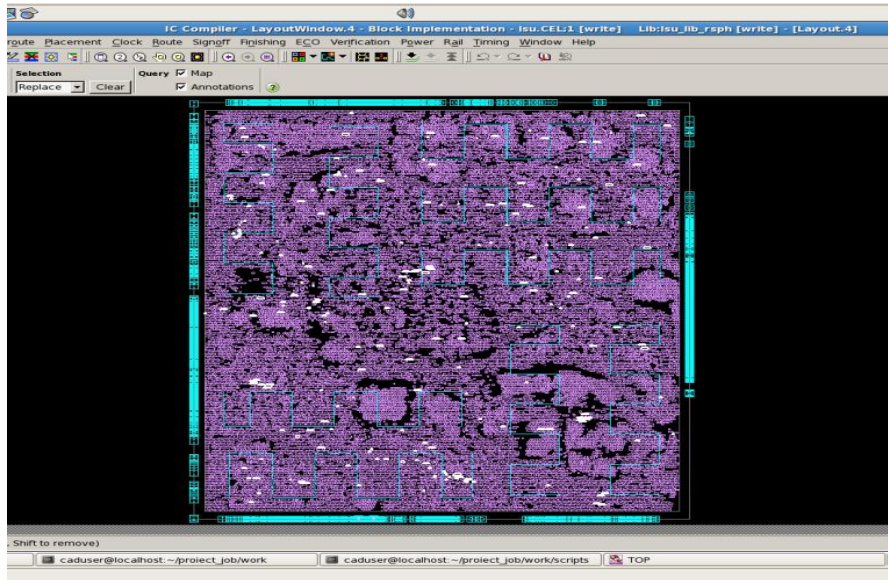 IC Compiler - LayoutWindow.4 - Block Implementation - lsu.CEL;1 [write]    Lib:lsu_lib_rsph [write] - [Layout.4]
route Placement Clock Route Signoff Finishing ECO Verification Power Rail Timing Window Help
Selection Query Map
Replace Clear Annotations
. Shift to remove)
caduser@localhost:~/project_job/work caduser@localhost:~/project_job/work/scripts TOP